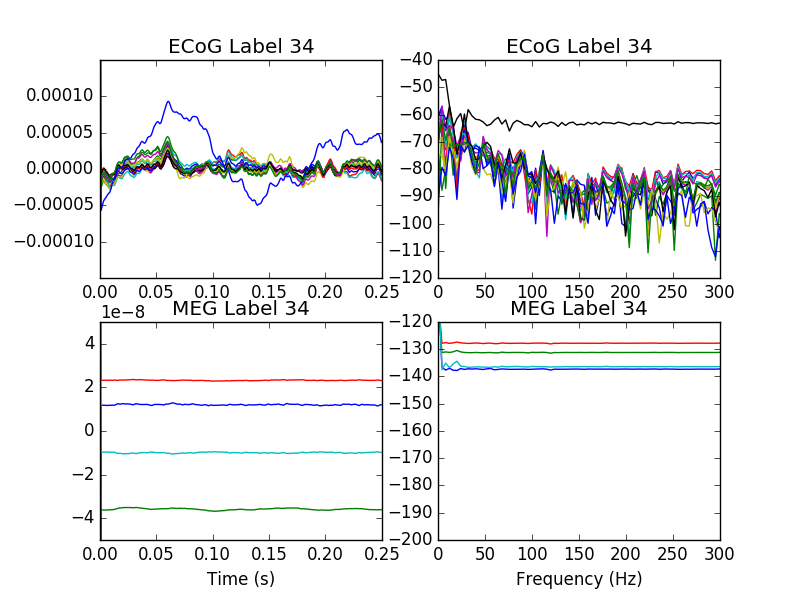 ECoG Label 34
0.00010
0.00005
0.00000
−0.00005
−0.00010
0.00 0.05 0.10 0.15 0.20 0.25
ECoG Label 34
−40
−50
−60
−70
−80
−90
−100
−110
−120
0 50 100 150 200 250 300
MEG Label 34
1e−8
4
2
0
−2
−4
0.00 0.05 0.10 0.15 0.20 0.25
Time (s)
MEG Label 34
−120
−130
−140
−150
−160
−170
−180
−190
−200
0 50 100 150 200 250 300
Frequency (Hz)